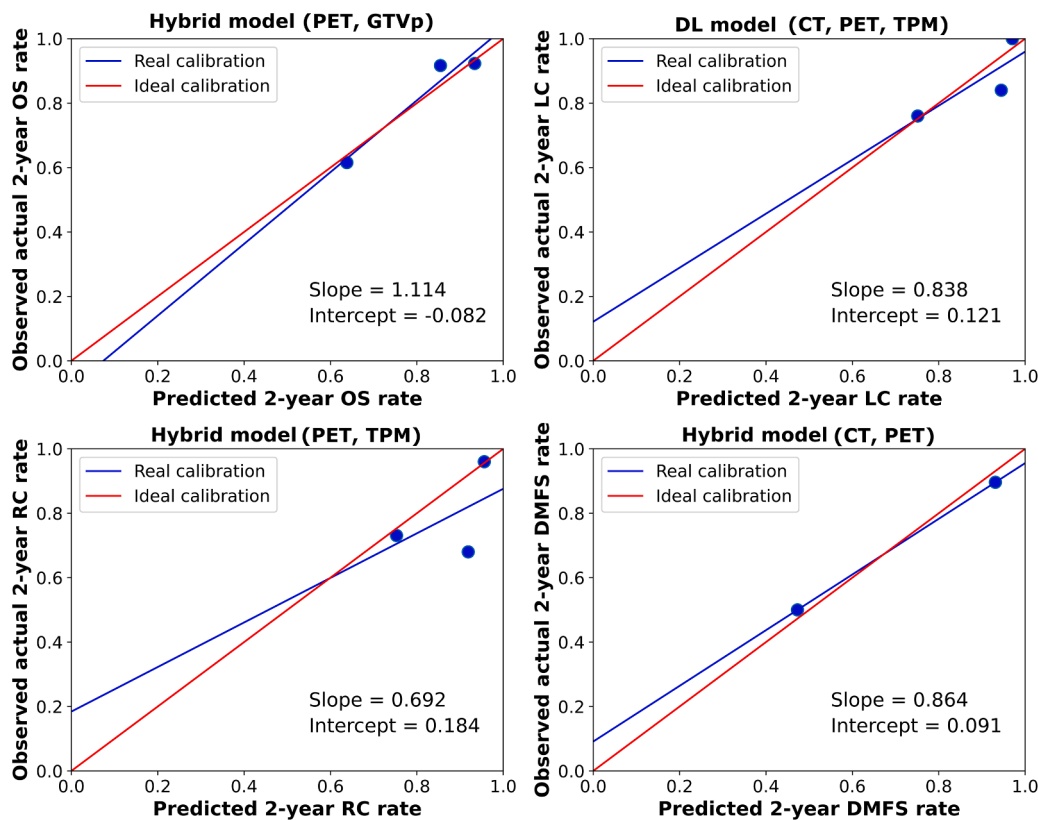 Hybrid model (PET, GTVp)
Observed actual 2-year OS rate
1.0
0.8
0.6
0.4
0.2
0.0
Real calibration
Ideal calibration
Slope = 1.114
Intercept = -0.082
0.0 0.2 0.4 0.6 0.8 1.0
Predicted 2-year OS rate
DL model (CT, PET, TPM)
Observed actual 2-year LC rate
1.0
0.8
0.6
0.4
0.2
0.0
Real calibration
Ideal calibration
Slope = 0.838
Intercept = 0.121
0.0 0.2 0.4 0.6 0.8 1.0
Predicted 2-year LC rate
Hybrid model (PET, TPM)
Observed actual 2-year RC rate
1.0
0.8
0.6
0.4
0.2
0.0
Real calibration
Ideal calibration
Slope = 0.692
Intercept = 0.184
0.0 0.2 0.4 0.6 0.8 1.0
Predicted 2-year RC rate
Hybrid model (CT, PET)
Observed actual 2-year DMFS rate
1.0
0.8
0.6
0.4
0.2
0.0
Real calibration
Ideal calibration
Slope = 0.864
Intercept = 0.091
0.0 0.2 0.4 0.6 0.8 1.0
Predicted 2-year DMFS rate